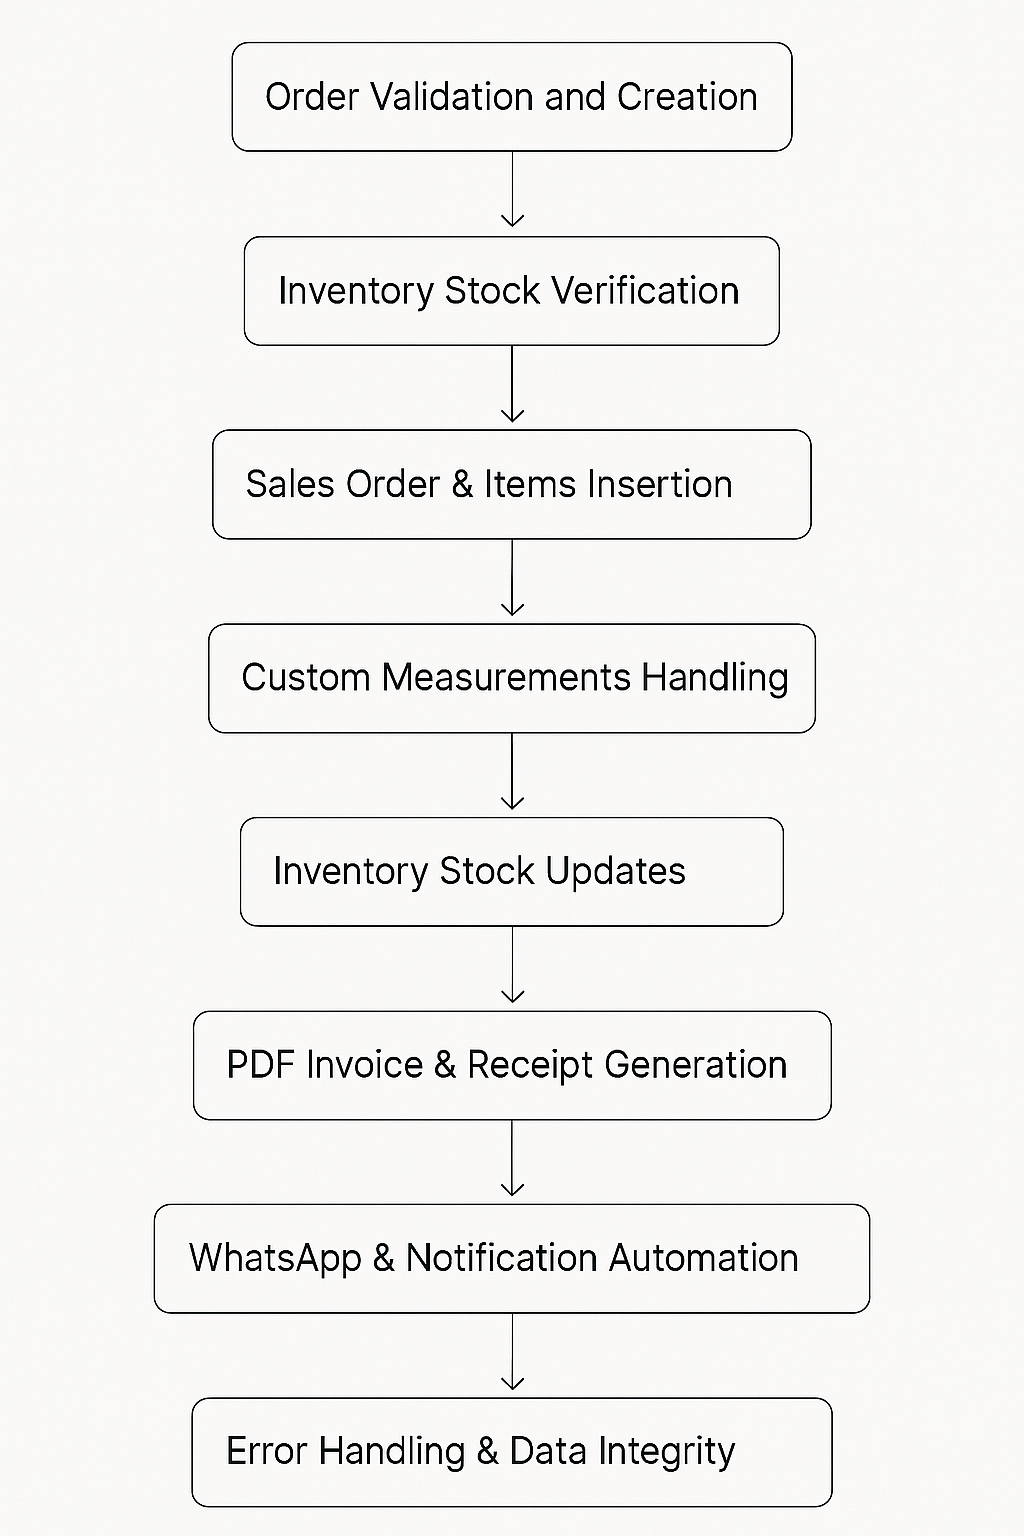 Order Validation and Creation
Inventory Stock Verification
Sales Order & Items Insertion
Custom Measurements Handling
Inventory Stock Updates
PDF Invoice & Receipt Generation
WhatsApp & Notification Automation
Error Handling & Data Integrity